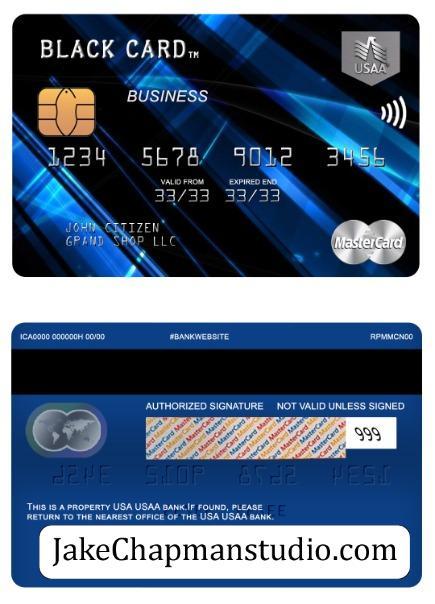 BLACK CARD™
USAA
BUSINESS
1234 5678 9012 3456
VALID FROM EXPIRED END
33/33 33/33
JOHN CITIZEN
GRAND SHOP LLC
MasterCard
ICA0000 000000H 00/00 #BANKWEBSITE RPMMCN00
AUTHORIZED SIGNATURE NOT VALID UNLESS SIGNED
999
THIS IS A PROPERTY USA USAA BANK.IF FOUND, PLEASE
RETURN TO THE NEAREST OFFICE OF THE USA USAA BANK.
JakeChapmanstudio.com